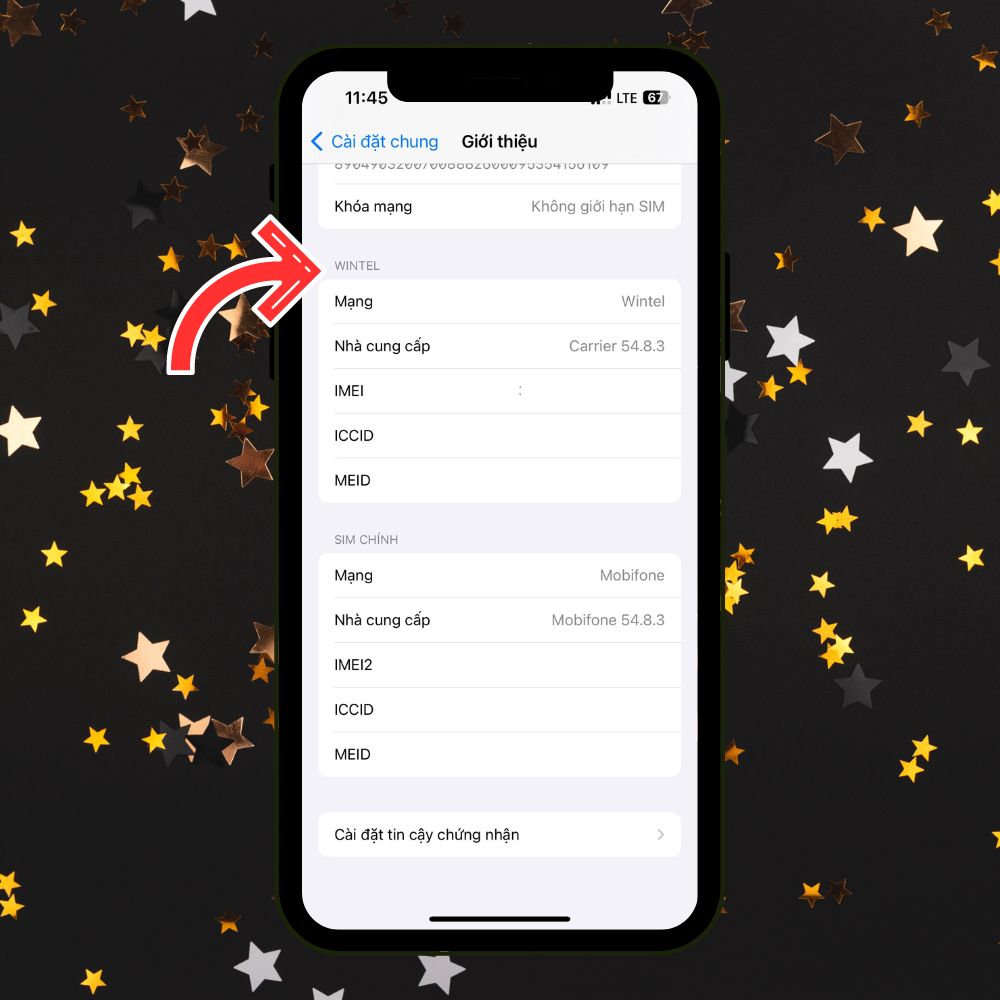 11:45 LTE 67
Cài đặt chung Giới thiệu
Khóa mạng Không giới hạn SIM
WINTEL
Mạng Wintel
Nhà cung cấp Carrier 54.8.3
IMEI :
ICCID
MEID
SIM CHÍNH
Mạng Mobifone
Nhà cung cấp Mobifone 54.8.3
IMEI2
ICCID
MEID
Cài đặt tin cậy chứng nhận